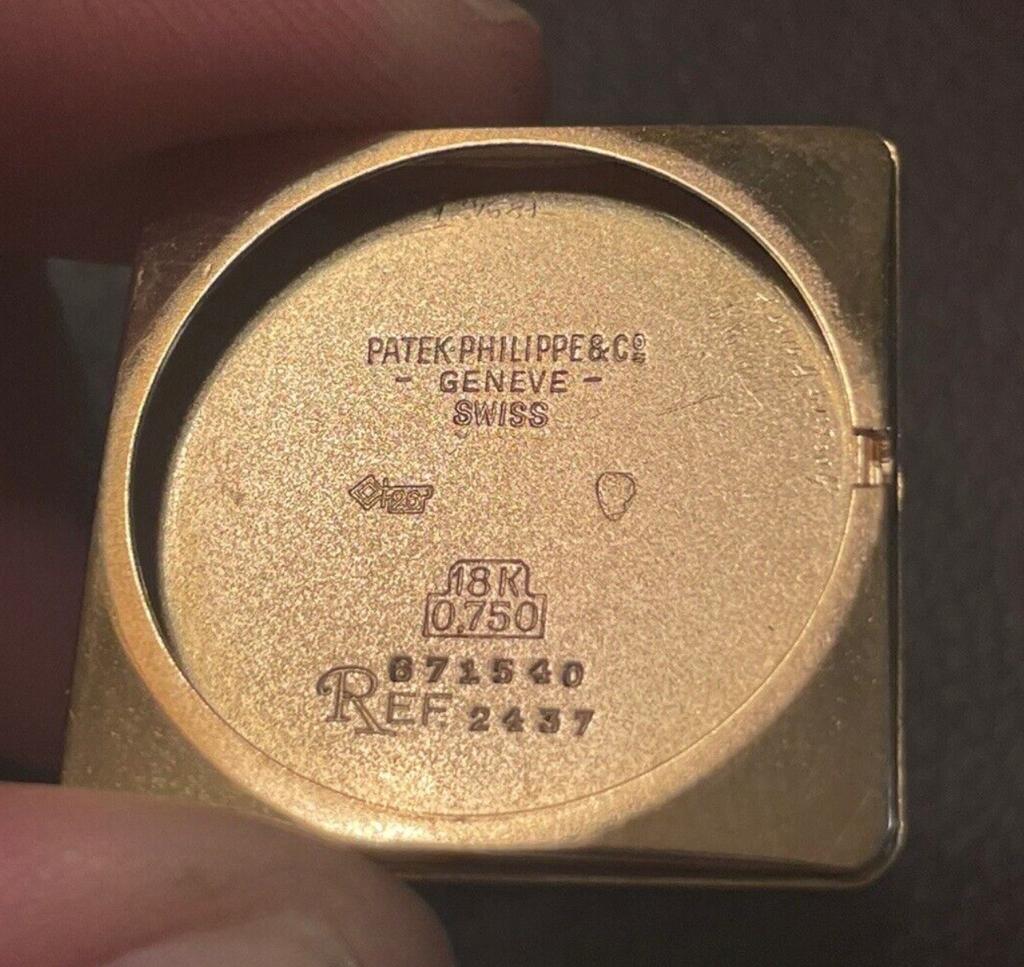 PATEK PHILIPPE & Cº
- GENEVE -
SWISS
18K
0,750
671540
REF 2437